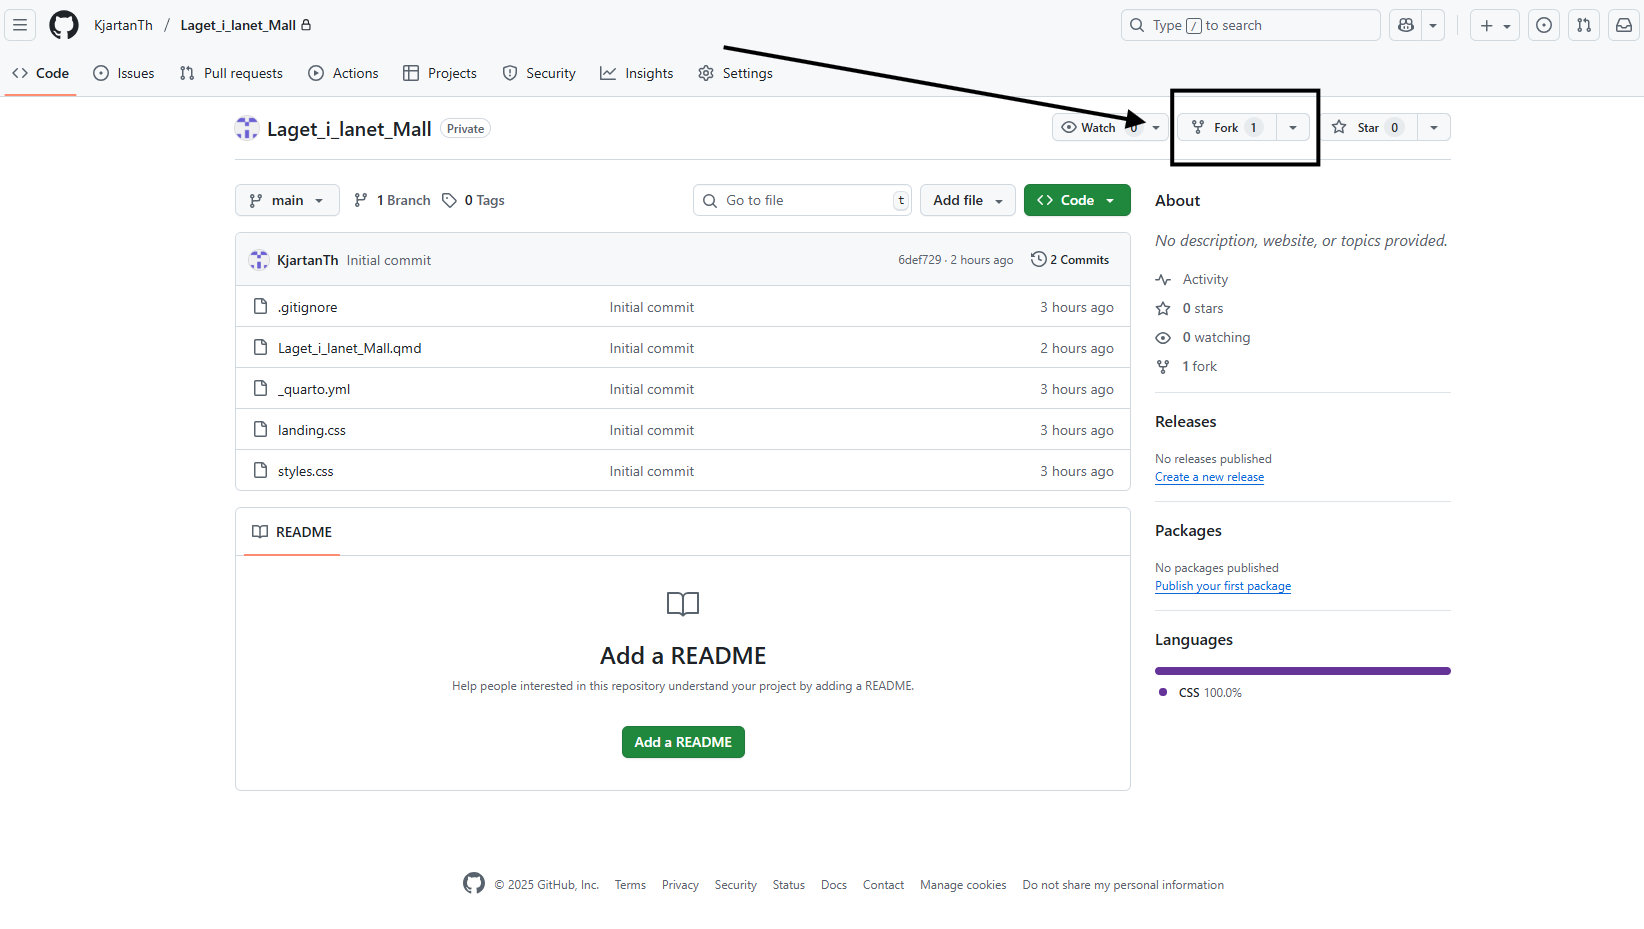 KjartanTh / Laget_i_lanet_Mall
Type / to search
Code
Issues
Pull requests
Actions
Projects
Security
Insights
Settings
Laget_i_lanet_Mall Private
Watch 0
Fork 1
Star 0
main
1 Branch
0 Tags
Go to file t
Add file
Code
KjartanTh Initial commit 6def729 · 2 hours ago 2 Commits
.gitignore Initial commit 3 hours ago
Laget_i_lanet_Mall.qmd Initial commit 2 hours ago
_quarto.yml Initial commit 3 hours ago
landing.css Initial commit 3 hours ago
styles.css Initial commit 3 hours ago
README
Add a README
Help people interested in this repository understand your project by adding a README.
Add a README
About
No description, website, or topics provided.
Activity
0 stars
0 watching
1 fork
Releases
No releases published
Create a new release
Packages
No packages published
Publish your first package
Languages
CSS 100.0%
© 2025 GitHub, Inc. Terms Privacy Security Status Docs Contact Manage cookies Do not share my personal information